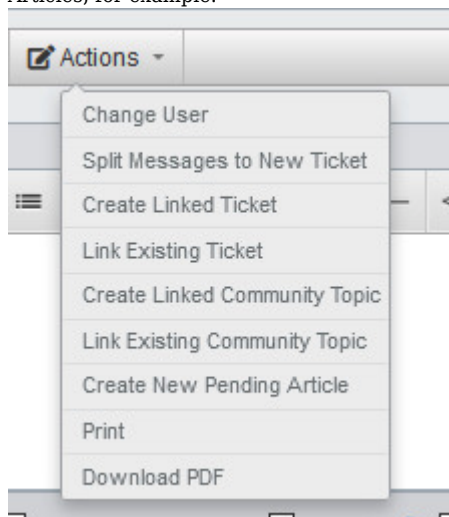 Articles, for example.
Actions
Change User
Split Messages to New Ticket
Create Linked Ticket
Link Existing Ticket
Create Linked Community Topic
Link Existing Community Topic
Create New Pending Article
Print
Download PDF